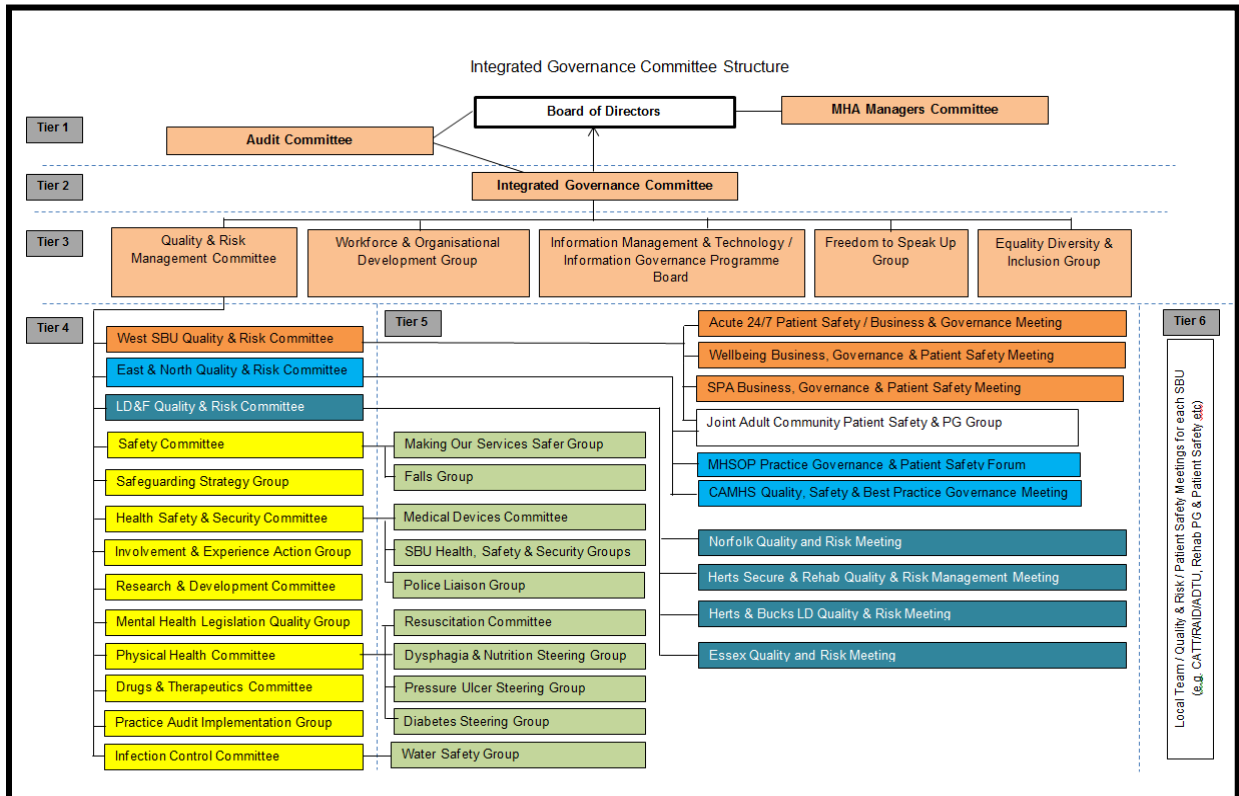 Integrated Governance Committee Structure
Tier 1
Board of Directors
MHA Managers Committee
Audit Committee
Tier 2
Integrated Governance Committee
Tier 3
Quality & Risk
Management Committee
Workforce & Organisational
Development Group
Information Management & Technology /
Information Governance Programme
Board
Freedom to Speak Up
Group
Equality Diversity &
Inclusion Group
Tier 4
West SBU Quality & Risk Committee
East & North Quality & Risk Committee
LD&F Quality & Risk Committee
Safety Committee
Safeguarding Strategy Group
Health Safety & Security Committee
Involvement & Experience Action Group
Research & Development Committee
Mental Health Legislation Quality Group
Physical Health Committee
Drugs & Therapeutics Committee
Practice Audit Implementation Group
Infection Control Committee
Tier 5
Making Our Services Safer Group
Falls Group
Medical Devices Committee
SBU Health, Safety & Security Groups
Police Liaison Group
Resuscitation Committee
Dysphagia & Nutrition Steering Group
Pressure Ulcer Steering Group
Diabetes Steering Group
Water Safety Group
Acute 24/7 Patient Safety / Business & Governance Meeting
Wellbeing Business, Governance & Patient Safety Meeting
SPA Business, Governance & Patient Safety Meeting
Joint Adult Community Patient Safety & PG Group
MHSOP Practice Governance & Patient Safety Forum
CAMHS Quality, Safety & Best Practice Governance Meeting
Norfolk Quality and Risk Meeting
Herts Secure & Rehab Quality & Risk Management Meeting
Herts & Bucks LD Quality & Risk Meeting
Essex Quality and Risk Meeting
Tier 6
Local Team / Quality & Risk / Patient Safety Meetings for each SBU
(e.g. CATT/RAID/ADTU, Rehab PG & Patient Safety etc)